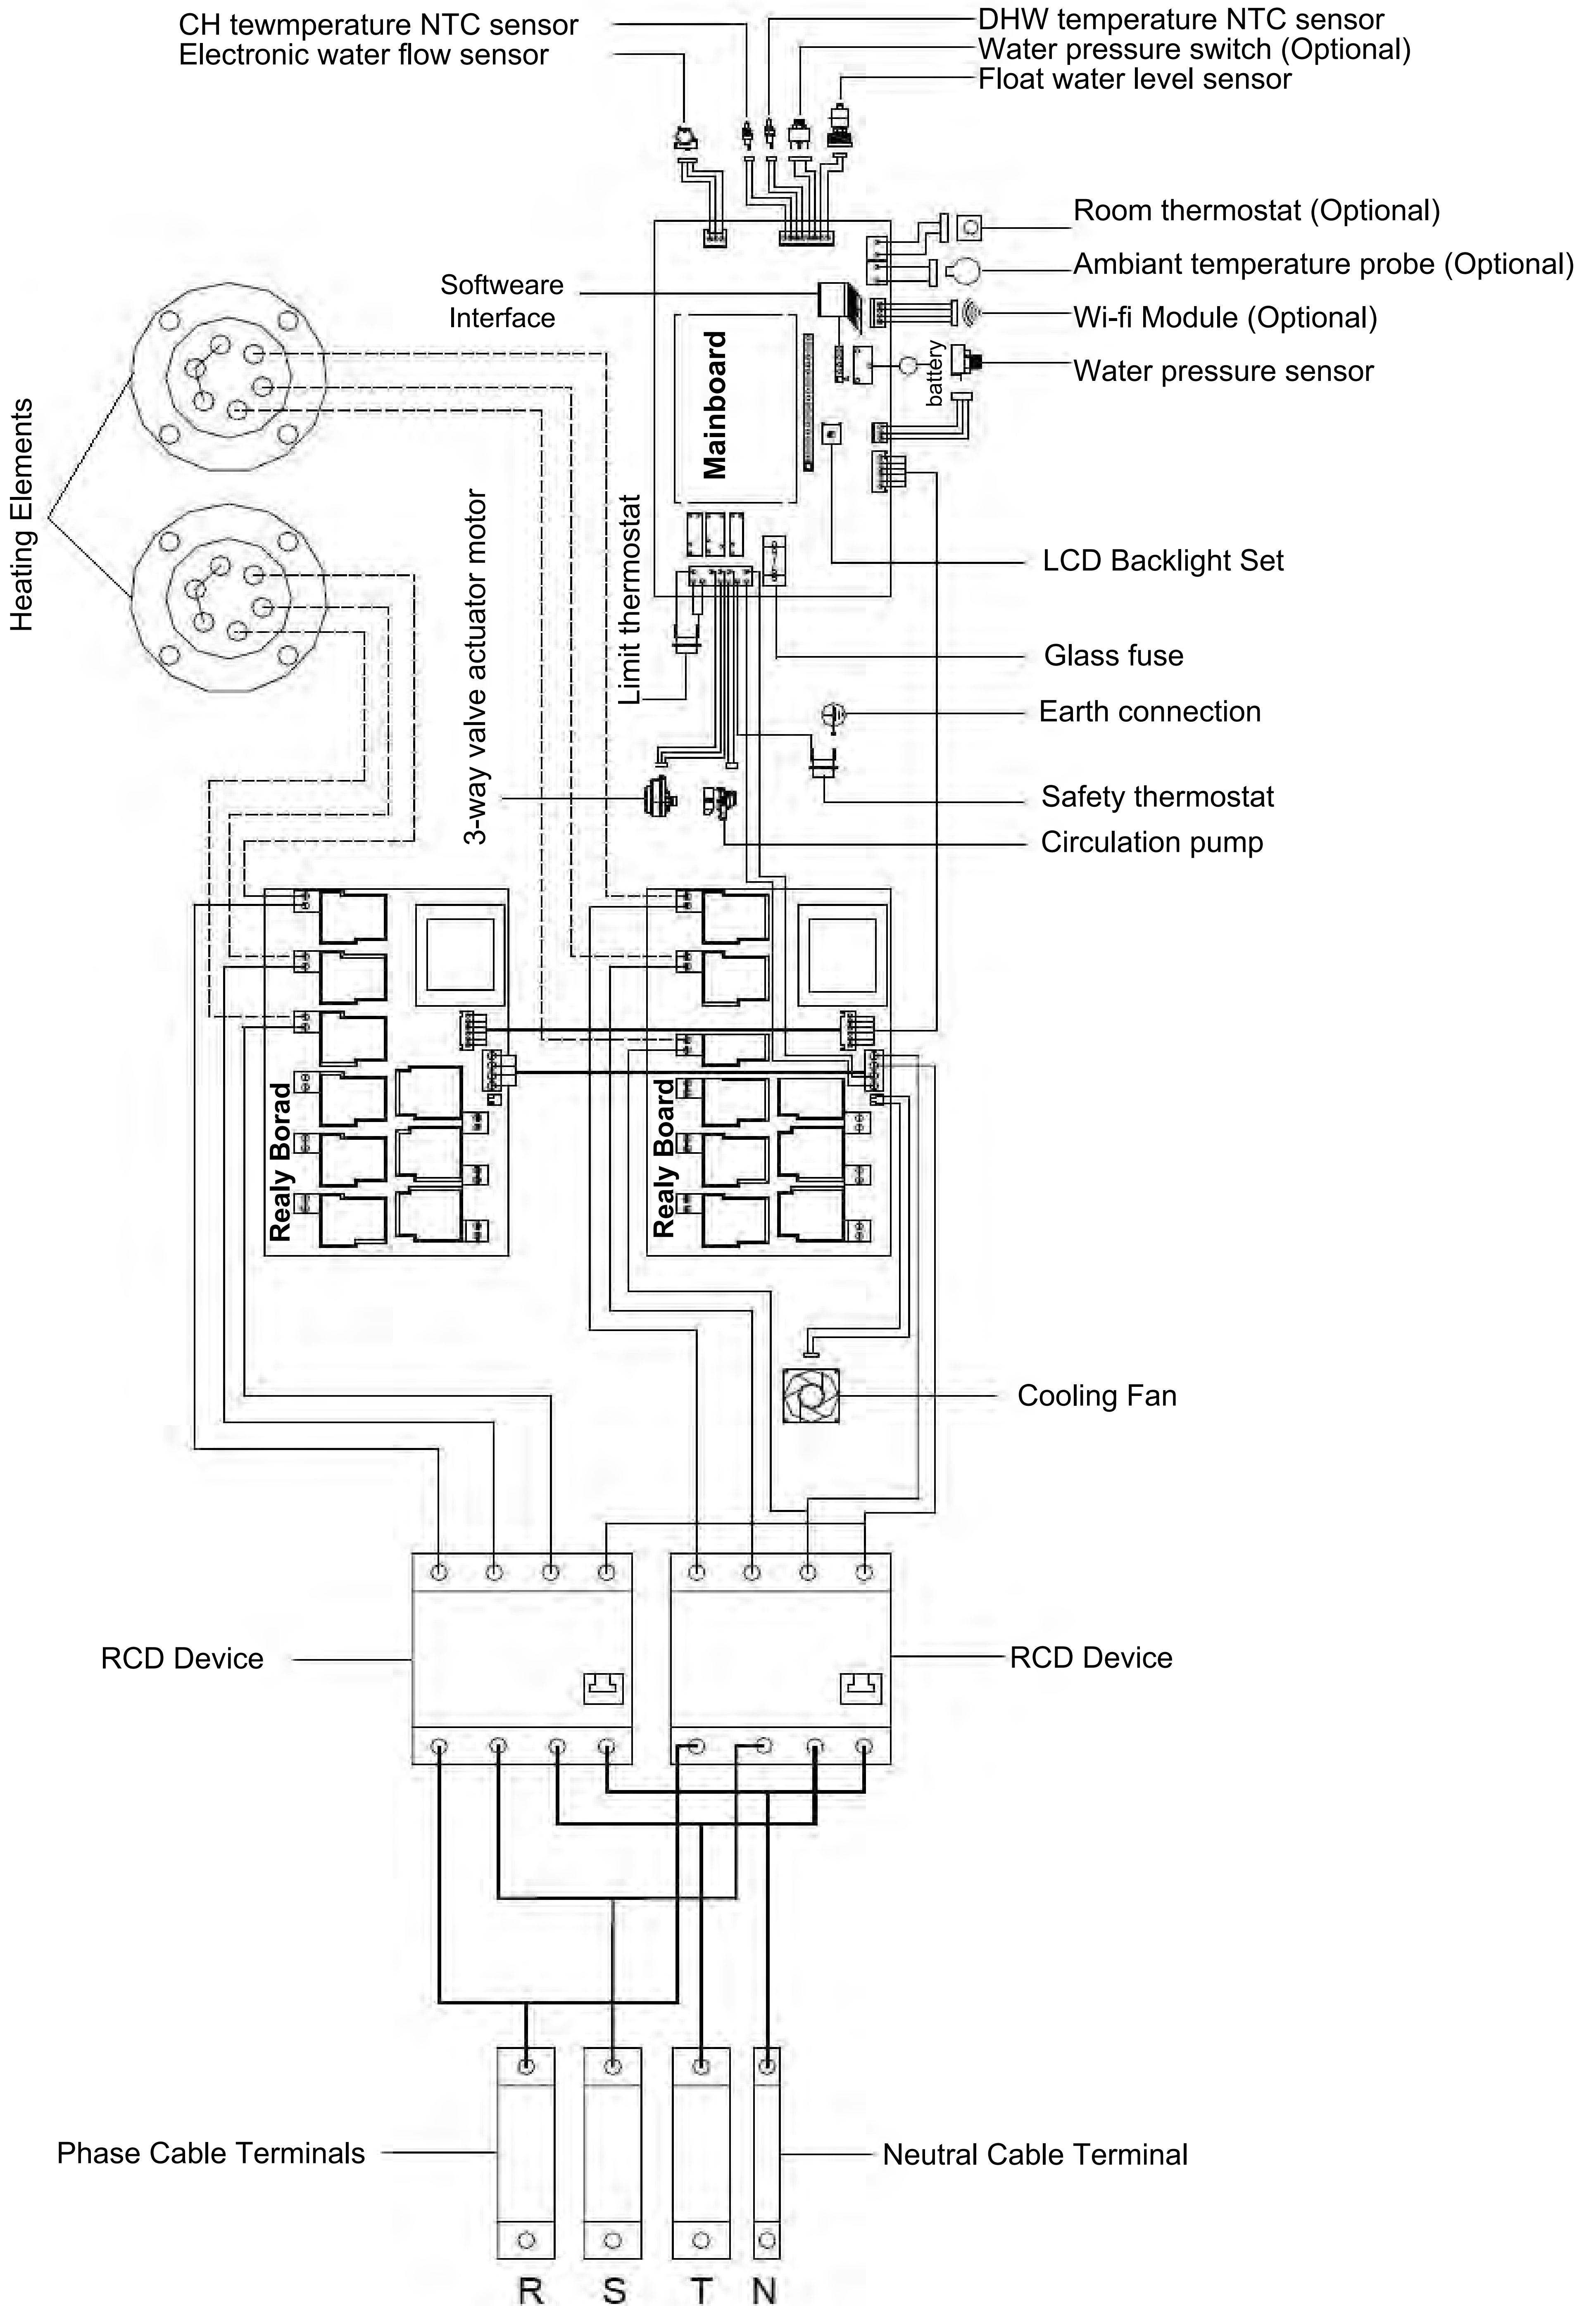 CH tewmperature NTC sensor
Electronic water flow sensor
DHW temperature NTC sensor
Water pressure switch (Optional)
Float water level sensor
Room thermostat (Optional)
Ambiant temperature probe (Optional)
Wi-fi Module (Optional)
Water pressure sensor
battery
Softweare
Interface
Mainboard
Heating Elements
3-way valve actuator motor
Limit thermostat
LCD Backlight Set
Glass fuse
Earth connection
Safety thermostat
Circulation pump
Realy Borad
Realy Board
Cooling Fan
RCD Device
RCD Device
Phase Cable Terminals
Neutral Cable Terminal
R S T N